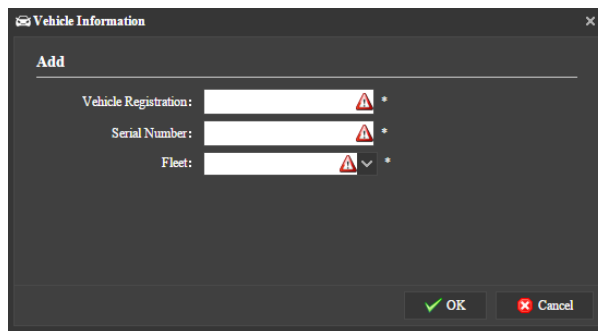 Vehicle Information
Add
Vehicle Registration: *
Serial Number: *
Fleet: *
OK Cancel